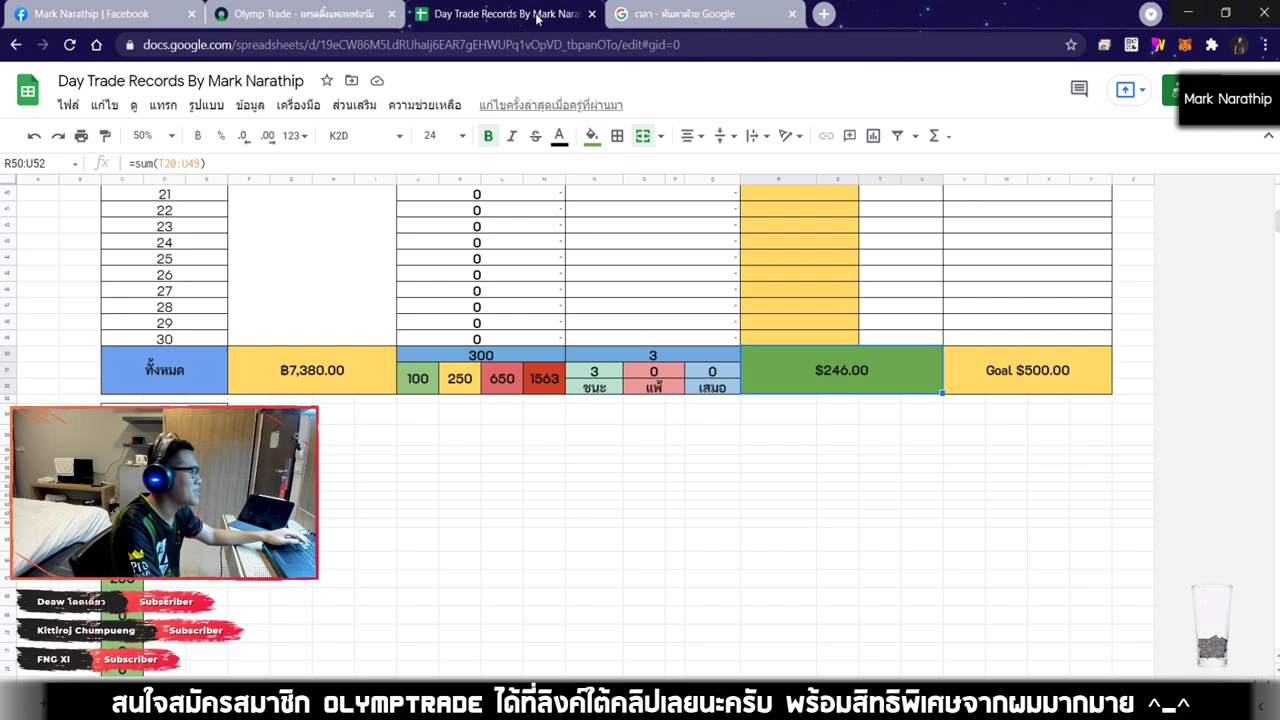 Mark Narathip | Facebook
Olymp Trade - เทรดดิ้งแพลทฟอร์ม
Day Trade Records By Mark Narat
เวลา - ค้นหาด้วย Google
docs.google.com/spreadsheets/d/19eCW86M5LdRUhaIj6EAR7gEHWUPq1vOpVD_tbpanOTo/edit#gid=0
Day Trade Records By Mark Narathip
Mark Narathip
ไฟล์ แก้ไข ดู แทรก รูปแบบ ข้อมูล เครื่องมือ ส่วนเสริม ความช่วยเหลือ แก้ไขครั้งล่าสุดเมื่อครู่ที่ผ่านมา
50% ฿ % .0 .00 123 K2D 24 B I S A Σ
R50:U52 fx =sum(T20:U49)
21 0
22 0
23 0
24 0
25 0
26 0
27 0
28 0
29 0
30 0
ทั้งหมด ฿7,380.00 300 3 $246.00 Goal $500.00
100 250 650 1563 3 0 0
ชนะ แพ้ เสมอ
Deaw โดดเดี่ยว Subscriber
Kittiroj Chumpueng Subscriber
FNG XI Subscriber
สนใจสมัครสมาชิก OLYMPTRADE ได้ที่ลิงค์ใต้คลิปเลยนะครับ พร้อมสิทธิพิเศษจากผมมากมาย ^_^